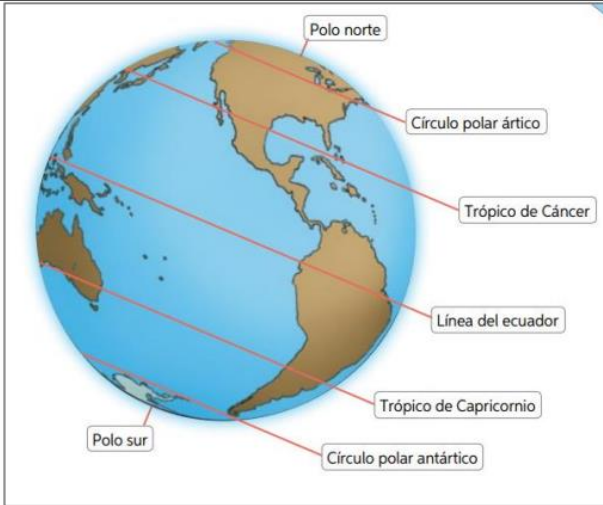 Polo norte
Círculo polar ártico
Trópico de Cáncer
Línea del ecuador
Trópico de Capricornio
Polo sur
Círculo polar antártico